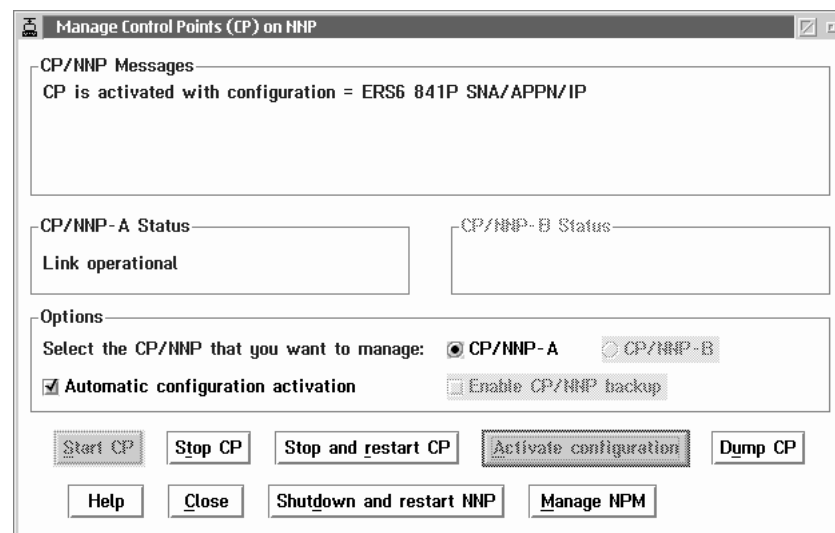 Manage Control Points (CP) on NNP
CP/NNP Messages
CP is activated with configuration = ERS6 841P SNA/APPN/IP
CP/NNP-A Status
CP/NNP-B Status
Link operational
Options
Select the CP/NNP that you want to manage: CP/NNP-A CP/NNP-B
Automatic configuration activation Enable CP/NNP backup
Start CP Stop CP Stop and restart CP Activate configuration Dump CP
Help Close Shutdown and restart NNP Manage NPM